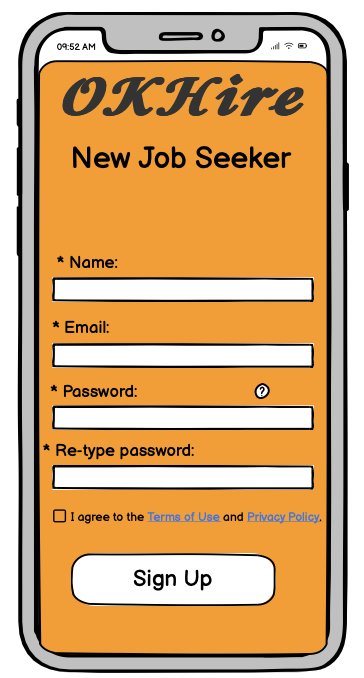 09:52 AM
OKHire
New Job Seeker
* Name:
* Email:
* Password:
?
* Re-type password:
I agree to the Terms of Use and Privacy Policy.
Sign Up